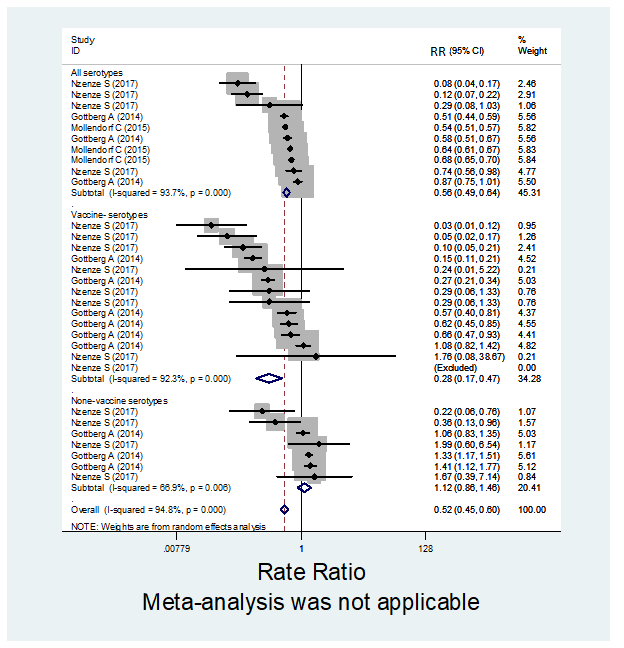 Study %
ID RR (95% CI) Weight
All serotypes
Nzenze S (2017) 0.08 (0.04, 0.17) 2.46
Nzenze S (2017) 0.12 (0.07, 0.22) 2.91
Nzenze S (2017) 0.29 (0.08, 1.03) 1.06
Gottberg A (2014) 0.51 (0.44, 0.59) 5.56
Mollendorf C (2015) 0.54 (0.51, 0.57) 5.82
Gottberg A (2014) 0.58 (0.51, 0.67) 5.56
Mollendorf C (2015) 0.64 (0.61, 0.67) 5.83
Mollendorf C (2015) 0.68 (0.65, 0.70) 5.84
Nzenze S (2017) 0.74 (0.56, 0.98) 4.77
Gottberg A (2014) 0.87 (0.75, 1.01) 5.50
Subtotal (I-squared = 93.7%, p = 0.000) 0.56 (0.49, 0.64) 45.31
.
Vaccine- serotypes
Nzenze S (2017) 0.03 (0.01, 0.12) 0.95
Nzenze S (2017) 0.05 (0.02, 0.17) 1.26
Nzenze S (2017) 0.10 (0.05, 0.21) 2.41
Gottberg A (2014) 0.15 (0.11, 0.21) 4.52
Nzenze S (2017) 0.24 (0.01, 5.22) 0.21
Gottberg A (2014) 0.27 (0.21, 0.34) 5.03
Nzenze S (2017) 0.29 (0.06, 1.33) 0.76
Nzenze S (2017) 0.29 (0.06, 1.33) 0.76
Gottberg A (2014) 0.57 (0.40, 0.81) 4.37
Gottberg A (2014) 0.62 (0.45, 0.85) 4.55
Gottberg A (2014) 0.66 (0.47, 0.93) 4.41
Gottberg A (2014) 1.08 (0.82, 1.42) 4.82
Nzenze S (2017) 1.76 (0.08, 38.67) 0.21
Nzenze S (2017) (Excluded) 0.00
Subtotal (I-squared = 92.3%, p = 0.000) 0.28 (0.17, 0.47) 34.28
.
None-vaccine serotypes
Nzenze S (2017) 0.22 (0.06, 0.76) 1.07
Nzenze S (2017) 0.36 (0.13, 0.96) 1.57
Gottberg A (2014) 1.06 (0.83, 1.35) 5.03
Nzenze S (2017) 1.99 (0.60, 6.54) 1.17
Gottberg A (2014) 1.33 (1.17, 1.51) 5.61
Gottberg A (2014) 1.41 (1.12, 1.77) 5.12
Nzenze S (2017) 1.67 (0.39, 7.14) 0.84
Subtotal (I-squared = 66.9%, p = 0.006) 1.12 (0.86, 1.46) 20.41
.
Overall (I-squared = 94.8%, p = 0.000) 0.52 (0.45, 0.60) 100.00
NOTE: Weights are from random effects analysis
.00779 1 128
Rate Ratio
Meta-analysis was not applicable